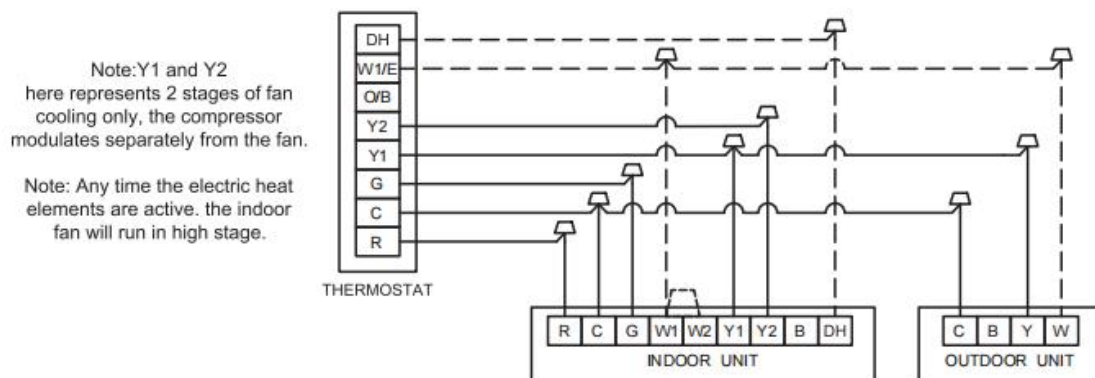 Note:Y1 and Y2
here represents 2 stages of fan
cooling only, the compressor
modulates separately from the fan.
Note: Any time the electric heat
elements are active. the indoor
fan will run in high stage.
DH
W1/E
O/B
Y2
Y1
G
C
R
THERMOSTAT
R C G W1 W2 Y1 Y2 B DH
INDOOR UNIT
C B Y W
OUTDOOR UNIT